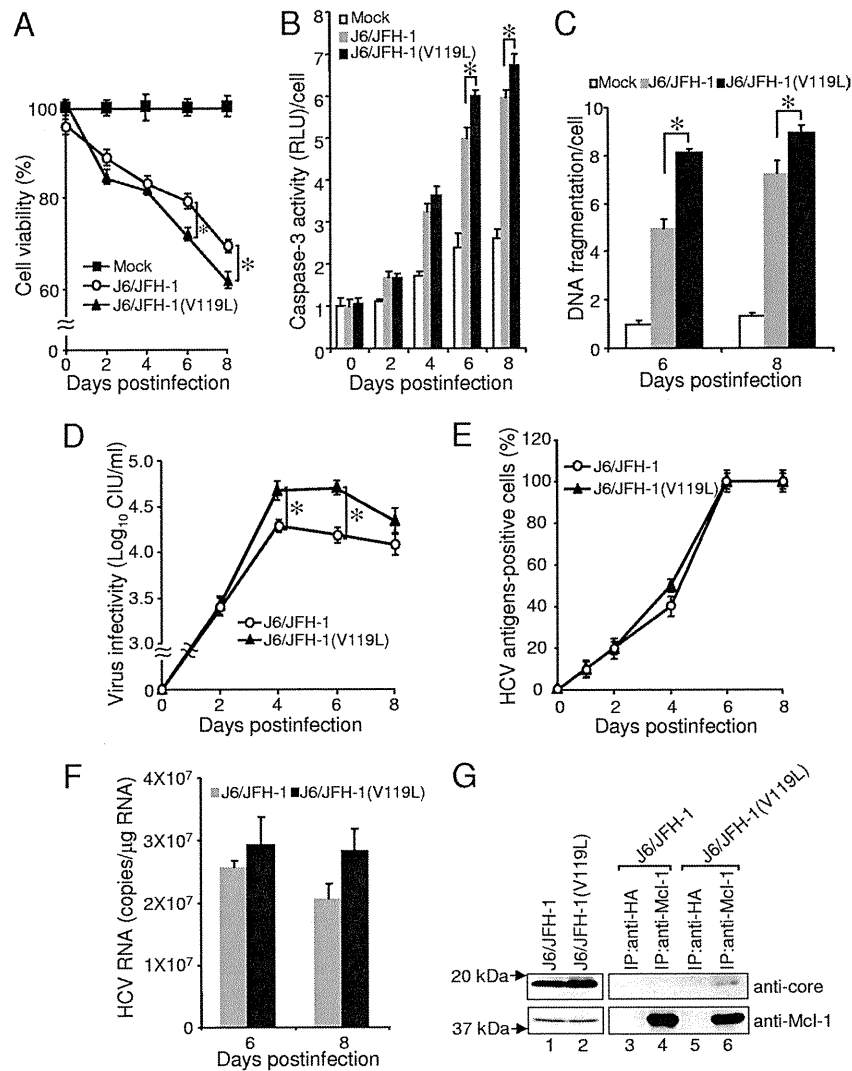 A
Cell viability (%)
100
80
60
0
Mock
J6/JFH-1
J6/JFH-1(V119L)
*
*
0 2 4 6 8
Days postinfection
B
Caspase-3 activity (RLU)/cell
8
7
6
5
4
3
2
1
0
Mock
J6/JFH-1
J6/JFH-1(V119L)
*
*
0 2 4 6 8
Days postinfection
C
Mock J6/JFH-1 J6/JFH-1(V119L)
DNA fragmentation/cell
10
8
6
4
2
0
*
*
6 8
Days postinfection
D
Virus infectivity (Log10 CIU/ml)
5.0
4.5
4.0
3.5
3.0
0
*
*
J6/JFH-1
J6/JFH-1(V119L)
0 2 4 6 8
Days postinfection
E
HCV antigens-positive cells (%)
120
100
80
60
40
20
0
J6/JFH-1
J6/JFH-1(V119L)
0 2 4 6 8
Days postinfection
F
HCV RNA (copies/μg RNA)
4X10^7
3X10^7
2X10^7
1X10^7
0
J6/JFH-1 J6/JFH-1(V119L)
6 8
Days postinfection
G
J6/JFH-1
J6/JFH-1(V119L)
J6/JFH-1
J6/JFH-1(V119L)
IP:anti-HA
IP:anti-Mcl-1
IP:anti-HA
IP:anti-Mcl-1
20 kDa
anti-core
37 kDa
anti-Mcl-1
1 2 3 4 5 6